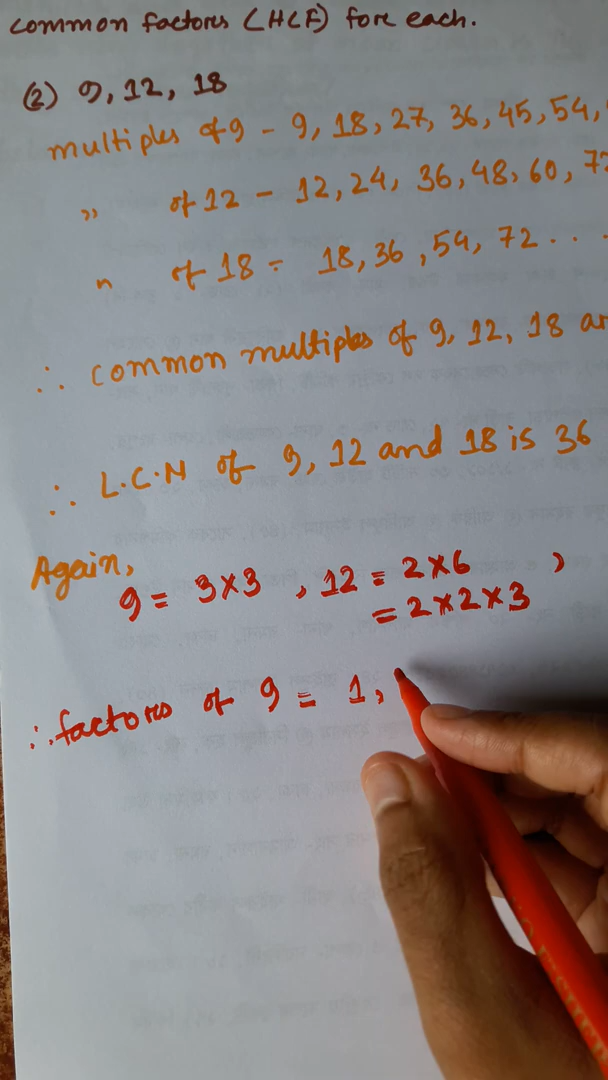 common factors (HCF) fore each.
(2) 9, 12, 18
multiples of 9 - 9, 18, 27, 36, 45, 54,
" of 12 - 12, 24, 36, 48, 60, 72
" of 18 = 18, 36, 54, 72 . . .
∴ common multiples of 9, 12, 18 ar
∴ L.C.M of 9, 12 and 18 is 36
Again,
9 = 3×3 , 12 = 2×6 ,
= 2×2×3
∴ factors of 9 = 1,